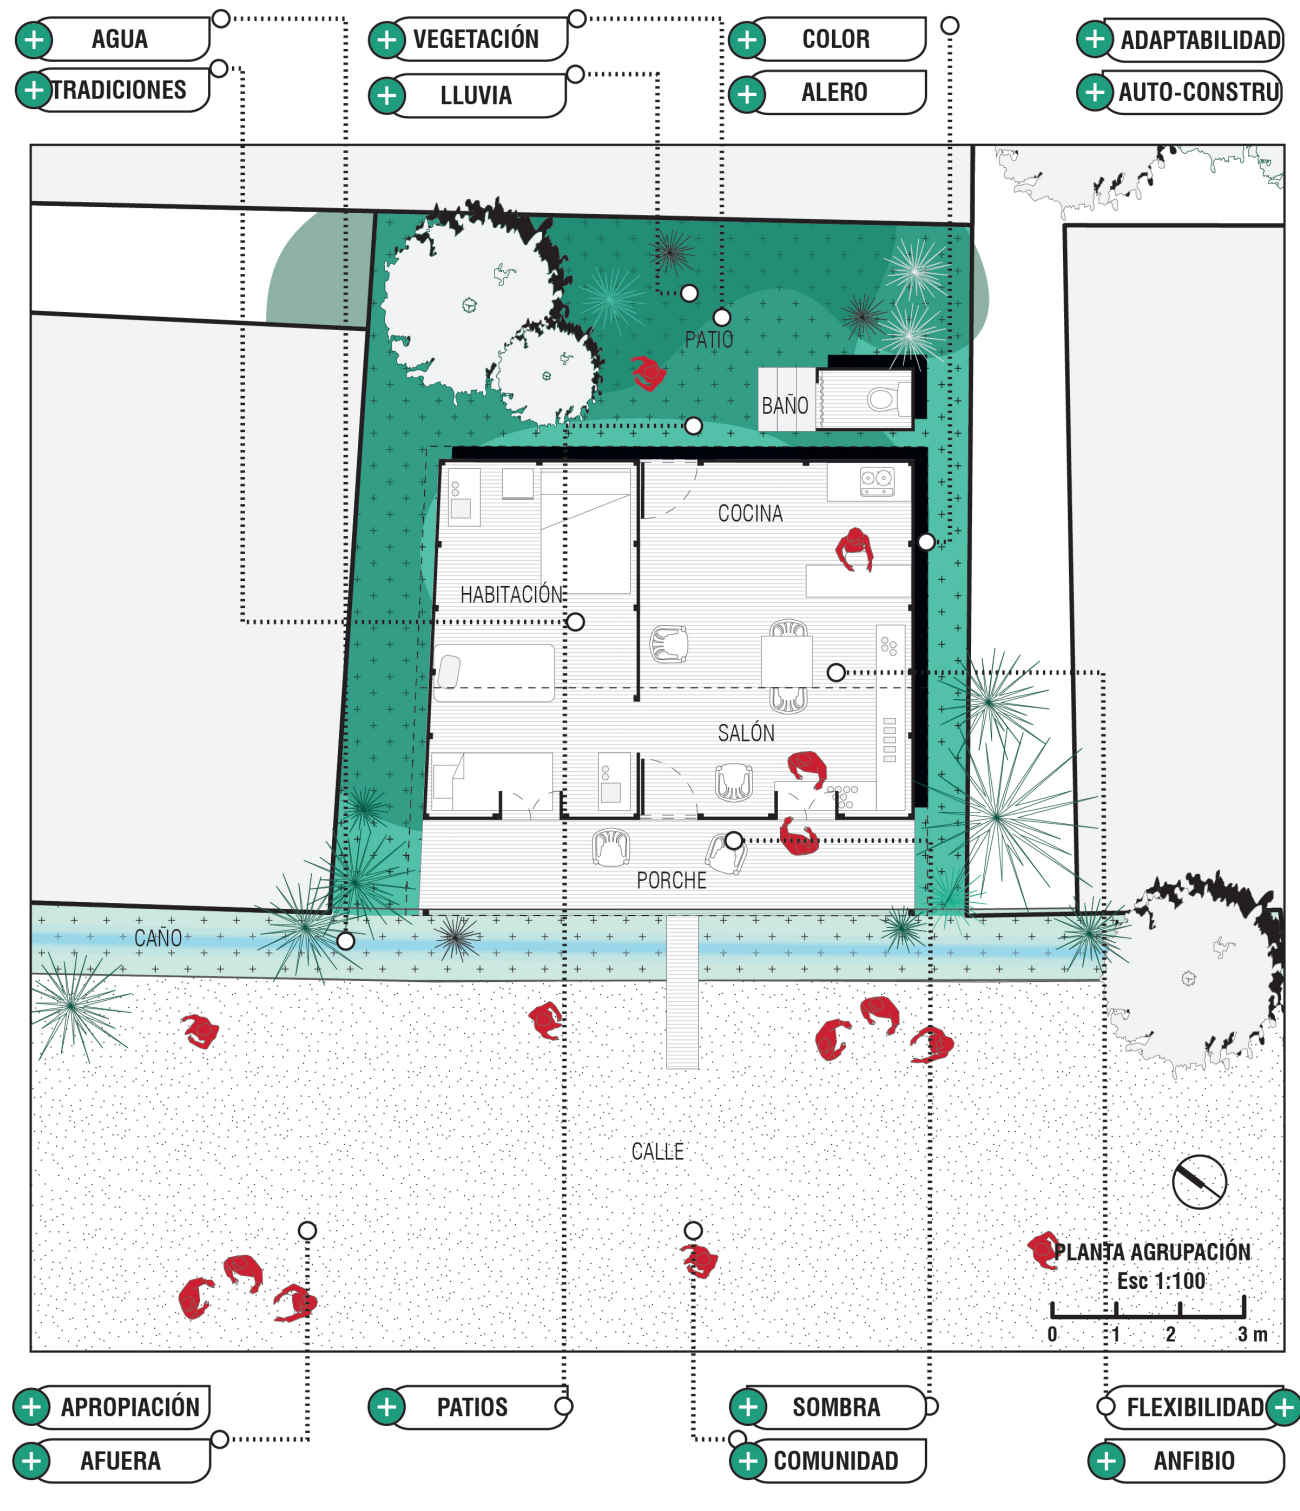 AGUA
VEGETACIÓN
COLOR
ADAPTABILIDAD
TRADICIONES
LLUVIA
ALERO
AUTO-CONSTRU
PATIO
BAÑO
COCINA
HABITACIÓN
SALÓN
PORCHE
CAÑO
CALLE
PLANTA AGRUPACIÓN
Esc 1:100
0 1 2 3 m
APROPIACIÓN
PATIOS
SOMBRA
FLEXIBILIDAD
AFUERA
COMUNIDAD
ANFIBIO